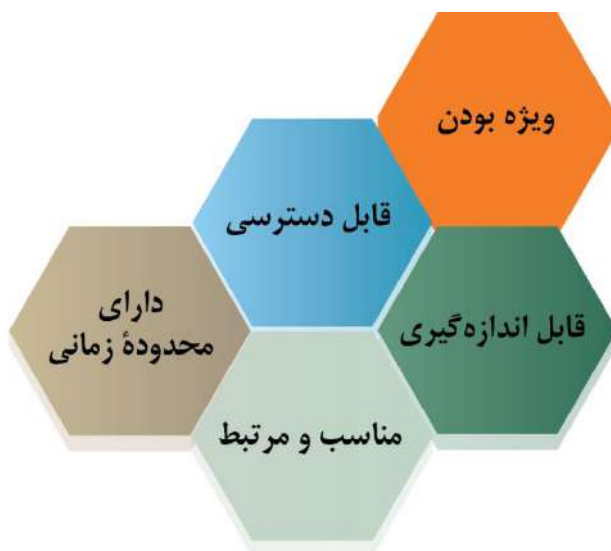 ویژه بودن
قابل دسترسی
قابل اندازه‌گیری
دارای
محدودهٔ زمانی
مناسب و مرتبط